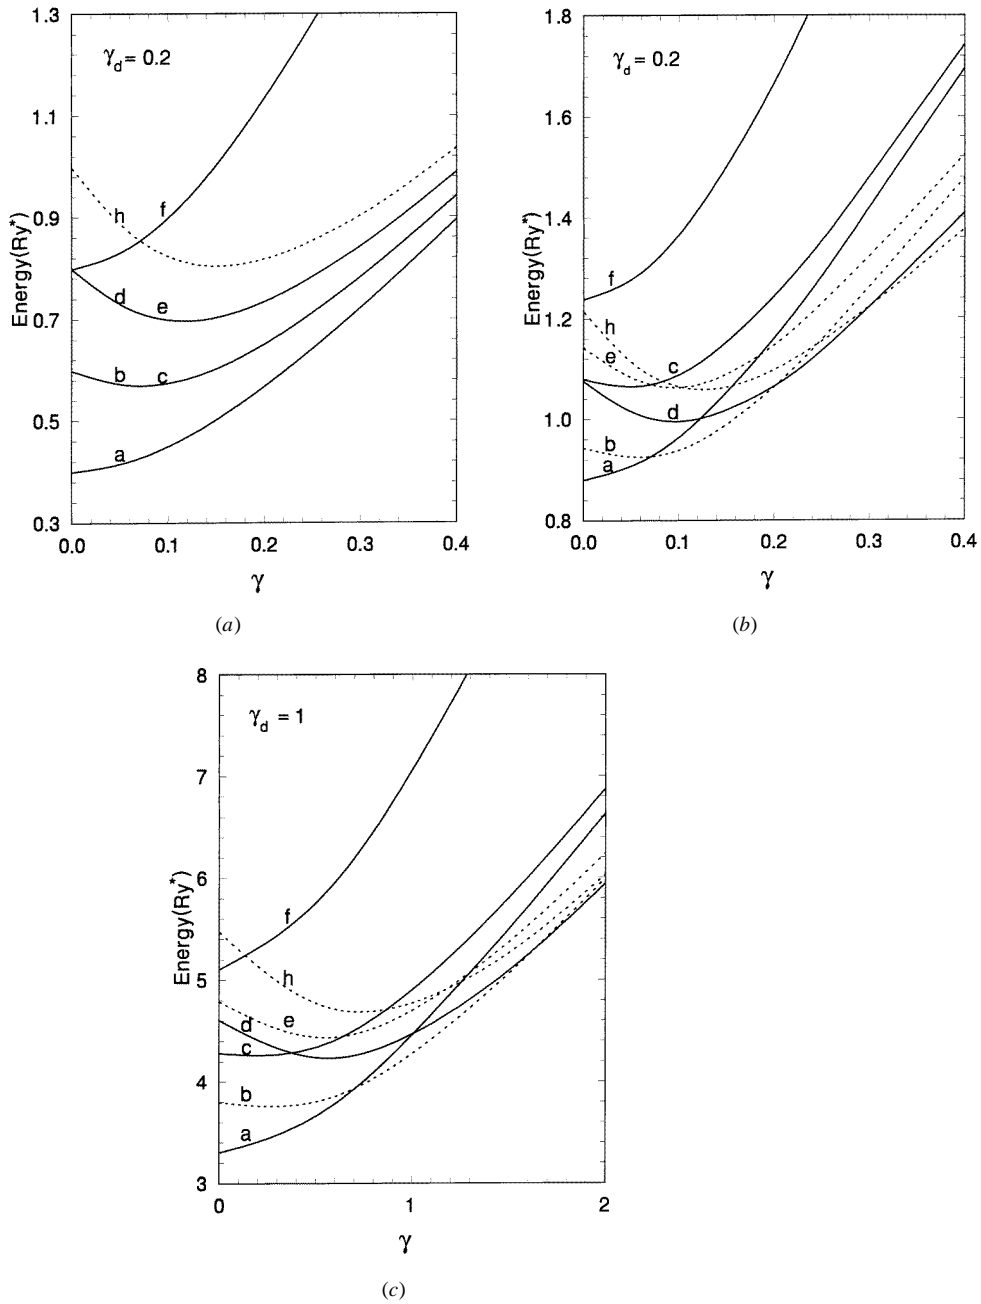 1.3
1.1
0.9
0.7
0.5
0.3
Energy(Ry*)
γd = 0.2
f
h
d
e
b
c
a
0.0
0.1
0.2
0.3
0.4
γ
(a)
1.8
1.6
1.4
1.2
1.0
0.8
Energy(Ry*)
γd = 0.2
f
h
e
c
d
b
a
0.0
0.1
0.2
0.3
0.4
γ
(b)
8
7
6
5
4
3
Energy(Ry*)
γd = 1
f
h
d
e
c
b
a
0
1
2
γ
(c)